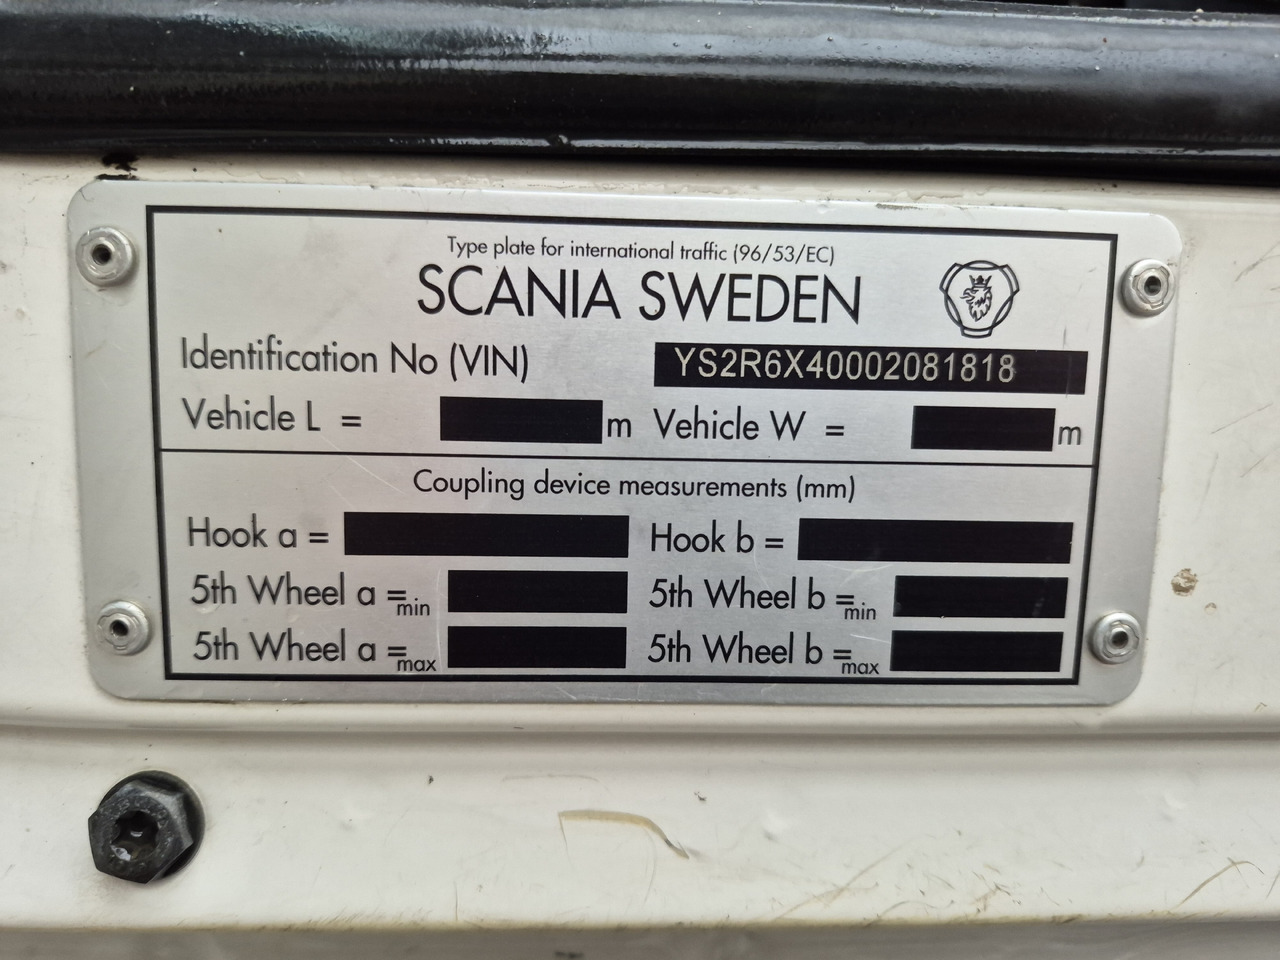 Type plate for international traffic (96/53/EC)
SCANIA SWEDEN
Identification No (VIN) YS2R6X40002081818
Vehicle L = m Vehicle W = m
Coupling device measurements (mm)
Hook a = Hook b =
5th Wheel a =min 5th Wheel b =min
5th Wheel a =max 5th Wheel b =max